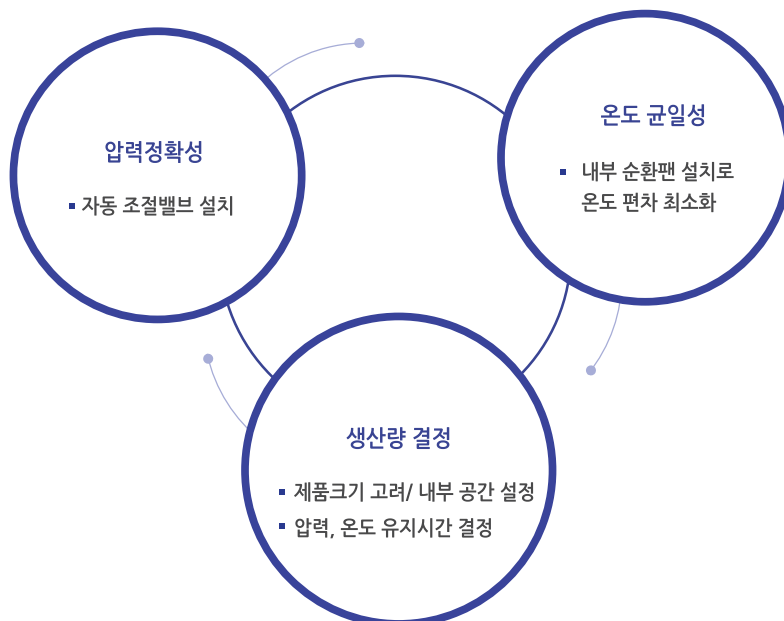 압력정확성
▪ 자동 조절밸브 설치
온도 균일성
▪ 내부 순환팬 설치로
온도 편차 최소화
생산량 결정
▪ 제품크기 고려/ 내부 공간 설정
▪ 압력, 온도 유지시간 결정